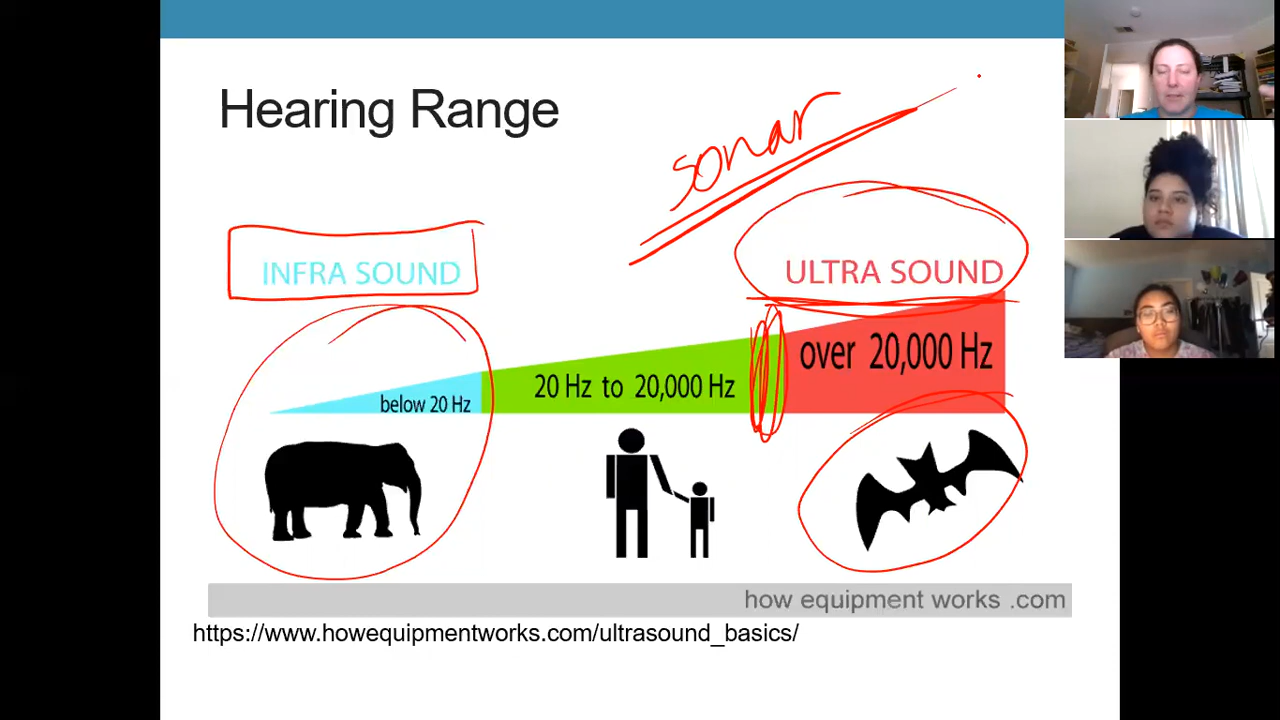 Hearing Range
sonar
INFRA SOUND
ULTRA SOUND
below 20 Hz
20 Hz to 20,000 Hz
over 20,000 Hz
how equipment works .com
https://www.howequipmentworks.com/ultrasound_basics/